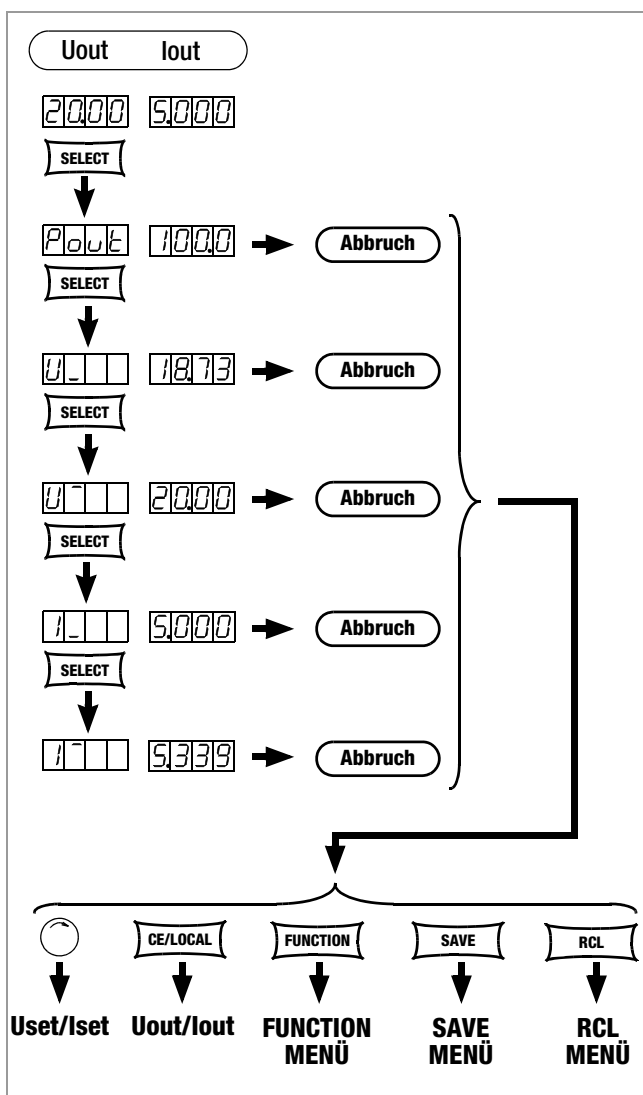 Uout Iout
20.00 5.000
SELECT
Pout 100.0 Abbruch
SELECT
U_ 18.73 Abbruch
SELECT
U¯ 20.00 Abbruch
SELECT
I_ 5.000 Abbruch
SELECT
I¯ 5.339 Abbruch
CE/LOCAL FUNCTION SAVE RCL
Uset/Iset Uout/Iout FUNCTION SAVE RCL
MENÜ MENÜ MENÜ